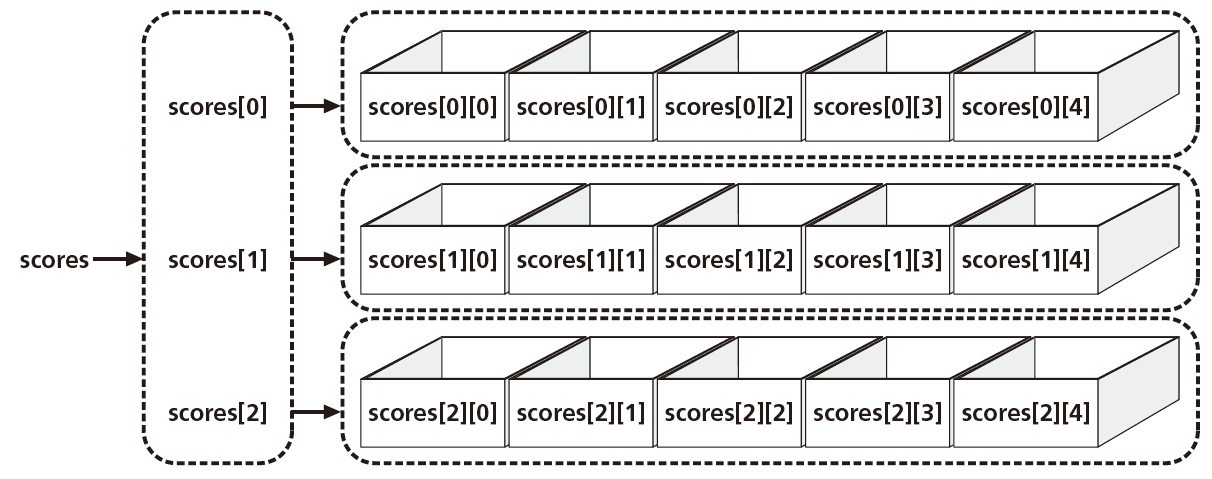 scores[0]
scores[0][0] scores[0][1] scores[0][2] scores[0][3] scores[0][4]
scores
scores[1]
scores[1][0] scores[1][1] scores[1][2] scores[1][3] scores[1][4]
scores[2]
scores[2][0] scores[2][1] scores[2][2] scores[2][3] scores[2][4]